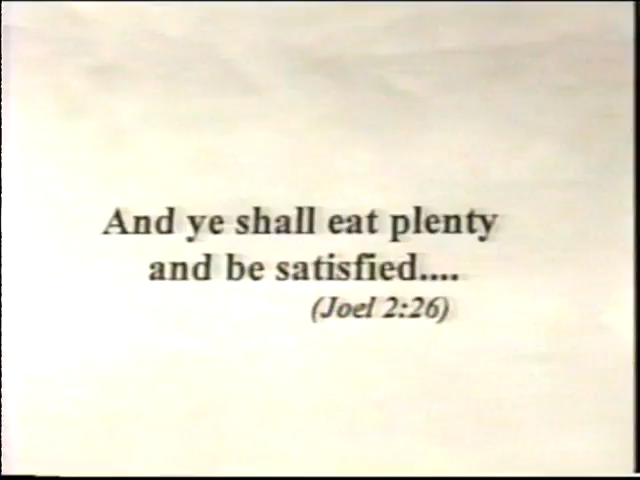 And ye shall eat plenty
and be satisfied....
(Joel 2:26)